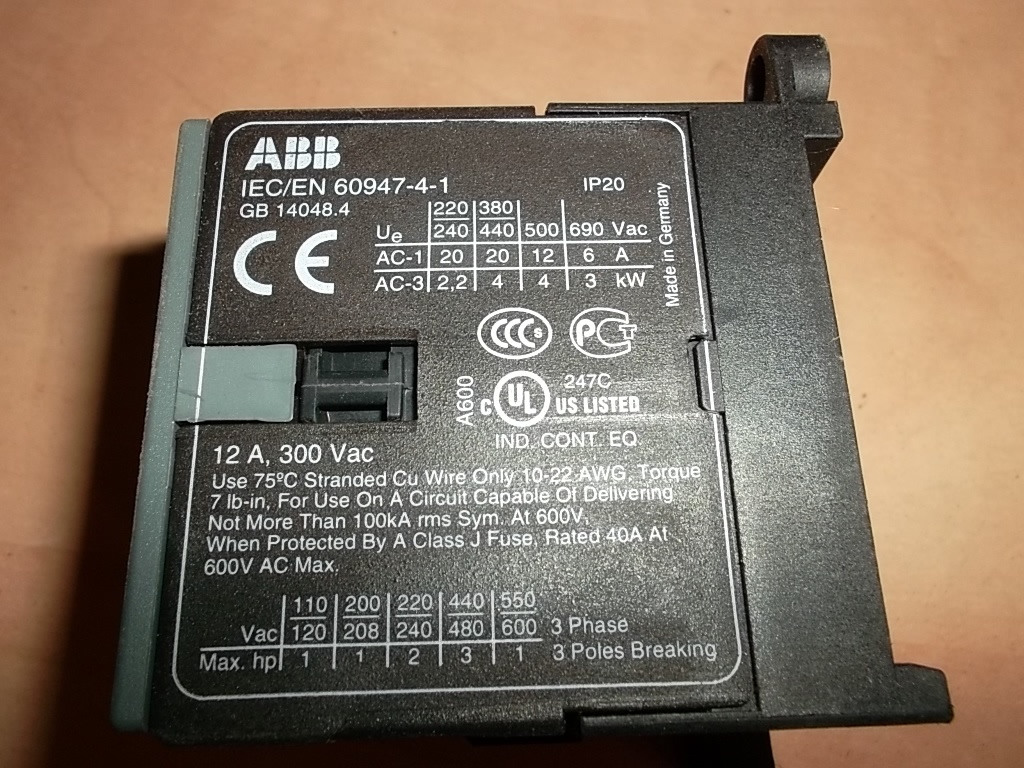 ABB
IEC/EN 60947-4-1 IP20
GB 14048.4
220 380
Ue 240 440 500 690 Vac
AC-1 20 20 12 6 A
AC-3 2,2 4 4 3 kW
Made in Germany
CE
CCC S
PCT
A600
C UL US LISTED
247C
IND. CONT. EQ.
12 A, 300 Vac
Use 75ºC Stranded Cu Wire Only 10-22 AWG, Torque
7 lb-in, For Use On A Circuit Capable Of Delivering
Not More Than 100kA rms Sym. At 600V,
When Protected By A Class J Fuse, Rated 40A At
600V AC Max.
110 200 220 440 550
Vac 120 208 240 480 600 3 Phase
Max. hp 1 1 2 3 1 3 Poles Breaking